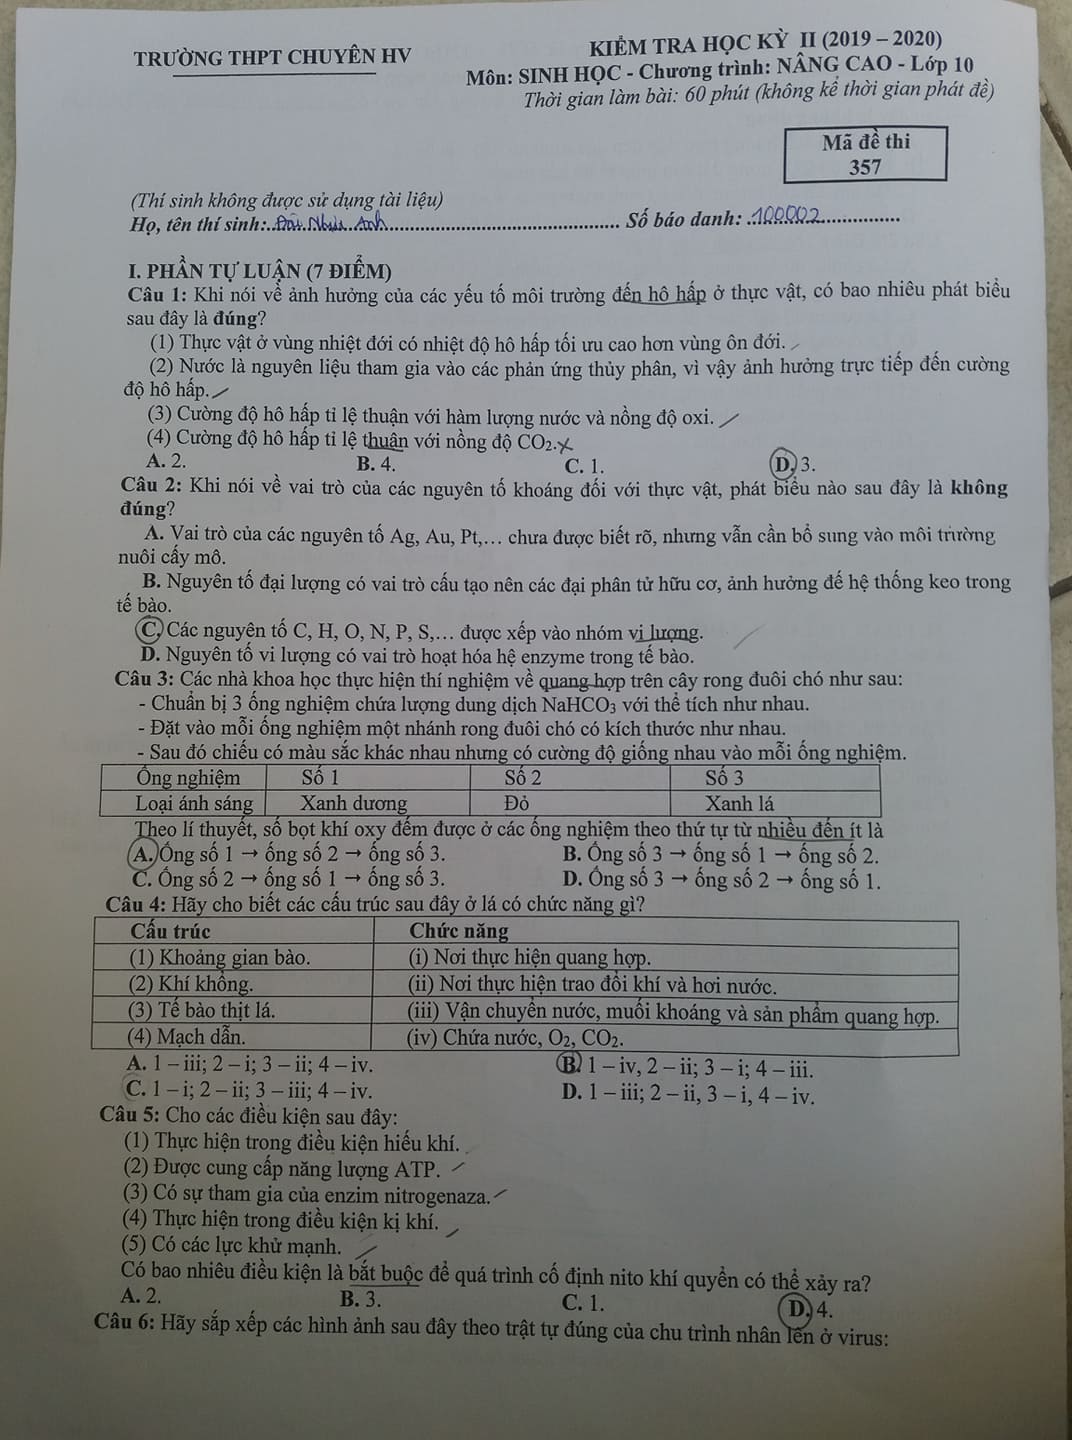 TRƯỜNG THPT CHUYÊN HV
KIỂM TRA HỌC KỲ II (2019 – 2020)
Môn: SINH HỌC - Chương trình: NÂNG CAO - Lớp 10
Thời gian làm bài: 60 phút (không kể thời gian phát đề)
Mã đề thi
357
(Thí sinh không được sử dụng tài liệu)
Họ, tên thí sinh: Anh Số báo danh: 100002
I. PHẦN TỰ LUẬN (7 ĐIỂM)
Câu 1: Khi nói về ảnh hưởng của các yếu tố môi trường đến hô hấp ở thực vật, có bao nhiêu phát biểu
sau đây là đúng?
(1) Thực vật ở vùng nhiệt đới có nhiệt độ hô hấp tối ưu cao hơn vùng ôn đới.
(2) Nước là nguyên liệu tham gia vào các phản ứng thủy phân, vì vậy ảnh hưởng trực tiếp đến cường
độ hô hấp.
(3) Cường độ hô hấp tỉ lệ thuận với hàm lượng nước và nồng độ oxi.
(4) Cường độ hô hấp tỉ lệ thuận với nồng độ CO₂.
A. 2. B. 4. C. 1. D. 3.
Câu 2: Khi nói về vai trò của các nguyên tố khoáng đối với thực vật, phát biểu nào sau đây là không
đúng?
A. Vai trò của các nguyên tố Ag, Au, Pt,… chưa được biết rõ, nhưng vẫn cần bổ sung vào môi trường
nuôi cấy mô.
B. Nguyên tố đại lượng có vai trò cấu tạo nên các đại phân tử hữu cơ, ảnh hưởng đế hệ thống keo trong
tế bào.
C. Các nguyên tố C, H, O, N, P, S,… được xếp vào nhóm vi lượng.
D. Nguyên tố vi lượng có vai trò hoạt hóa hệ enzyme trong tế bào.
Câu 3: Các nhà khoa học thực hiện thí nghiệm về quang hợp trên cây rong đuôi chó như sau:
- Chuẩn bị 3 ống nghiệm chứa lượng dung dịch NaHCO₃ với thể tích như nhau.
- Đặt vào mỗi ống nghiệm một nhánh rong đuôi chó có kích thước như nhau.
- Sau đó chiếu có màu sắc khác nhau nhưng có cường độ giống nhau vào mỗi ống nghiệm.
Ống nghiệm Số 1 Số 2 Số 3
Loại ánh sáng Xanh dương Đỏ Xanh lá
Theo lí thuyết, số bọt khí oxy đếm được ở các ống nghiệm theo thứ tự từ nhiều đến ít là
A. Ống số 1 → ống số 2 → ống số 3. B. Ống số 3 → ống số 1 → ống số 2.
C. Ống số 2 → ống số 1 → ống số 3. D. Ống số 3 → ống số 2 → ống số 1.
Câu 4: Hãy cho biết các cấu trúc sau đây ở lá có chức năng gì?
Cấu trúc Chức năng
(1) Khoảng gian bào. (i) Nơi thực hiện quang hợp.
(2) Khí khổng. (ii) Nơi thực hiện trao đổi khí và hơi nước.
(3) Tế bào thịt lá. (iii) Vận chuyển nước, muối khoáng và sản phẩm quang hợp.
(4) Mạch dẫn. (iv) Chứa nước, O₂, CO₂.
A. 1 – iii; 2 – i; 3 – ii; 4 – iv. B. 1 – iv, 2 – ii; 3 – i; 4 – iii.
C. 1 – i; 2 – ii; 3 – iii; 4 – iv. D. 1 – iii; 2 – ii, 3 – i, 4 – iv.
Câu 5: Cho các điều kiện sau đây:
(1) Thực hiện trong điều kiện hiếu khí.
(2) Được cung cấp năng lượng ATP.
(3) Có sự tham gia của enzim nitrogenaza.
(4) Thực hiện trong điều kiện kị khí.
(5) Có các lực khử mạnh.
Có bao nhiêu điều kiện là bắt buộc để quá trình cố định nito khí quyển có thể xảy ra?
A. 2. B. 3. C. 1. D. 4.
Câu 6: Hãy sắp xếp các hình ảnh sau đây theo trật tự đúng của chu trình nhân lên ở virus: